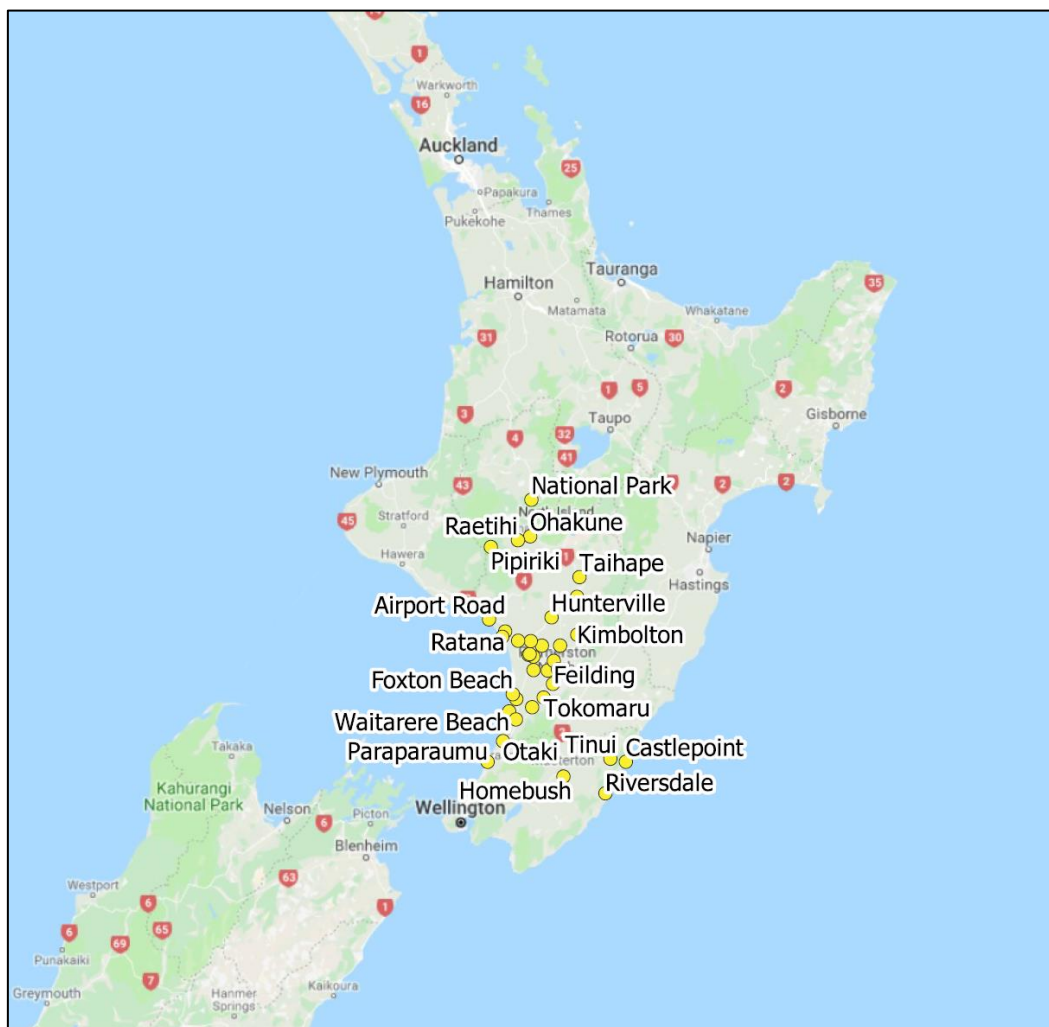 1
Warkworth
16
Auckland
25
Papakura
Thames
Pukekohe
Tauranga
35
Hamilton
Matamata
Whakatane
31
Rotorua
30
1
5
2
3
Taupo
Gisborne
4
32
41
New Plymouth
43
2
2
National Park
45
Stratford
Raetihi
Ohakune
Napier
Hawera
Pipiriki
1
Taihape
4
Hastings
Airport Road
Hunterville
Ratana
Kimbolton
Foxton Beach
Feilding
Tokomaru
Waitarere Beach
Takaka
Paraparaumu
Otaki
Tinui
Castlepoint
Kahurangi
National Park
Homebush
Riversdale
Nelson
Picton
Wellington
6
6
Blenheim
Westport
63
6
1
6
69
65
Punakaiki
7
Greymouth
Hanmer
Springs
Kaikoura